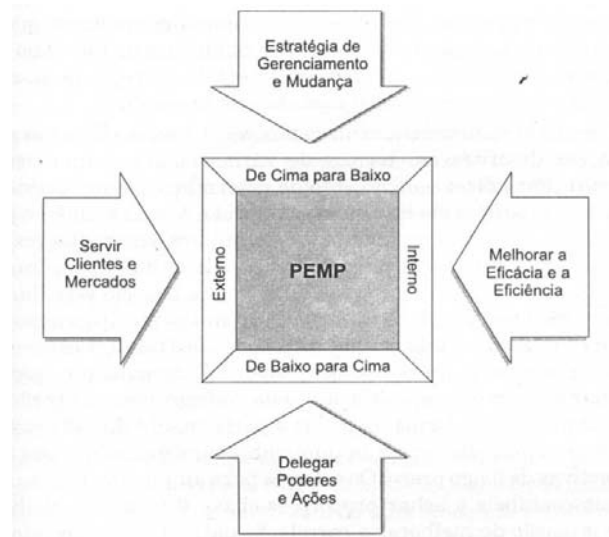 Estratégia de
Gerenciamento
e Mudança
De Cima para Baixo
Servir
Clientes e
Mercados
Externo
PEMP
Interno
Melhorar a
Eficácia e a
Eficiência
De Baixo para Cima
Delegar
Poderes
e Ações